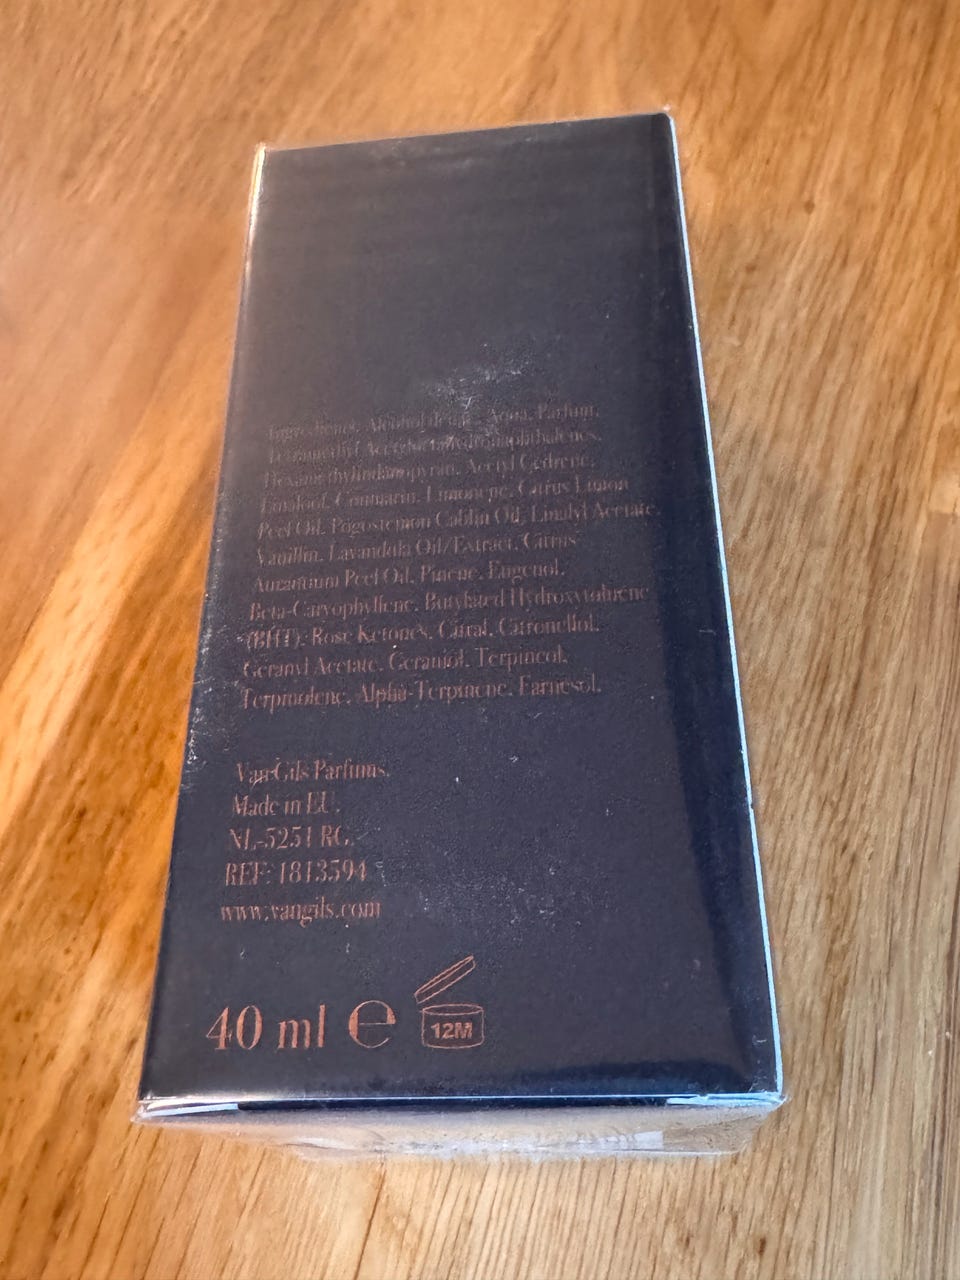 Ingredients: Alcohol denat., Aqua, Parfum,
Tetramethyl Acetyloctahydronaphthalenes,
Hexamethylindanopyran, Acetyl Cedrene,
Linalool, Coumarin, Limonene, Citrus Limon
Peel Oil, Pogostemon Cablin Oil, Linalyl Acetate,
Vanillin, Lavandula Oil/Extract, Citrus
Aurantium Peel Oil, Pinene, Eugenol,
Beta-Caryophyllene, Butylated Hydroxytoluene
(BHT), Rose Ketones, Citral, Citronellol,
Geranyl Acetate, Geraniol, Terpineol,
Terpinolene, Alpha-Terpinene, Farnesol.
Van Gils Parfums.
Made in EU.
NL-5251 RG.
REF: 1813594
www.vangils.com
40 ml e 12M